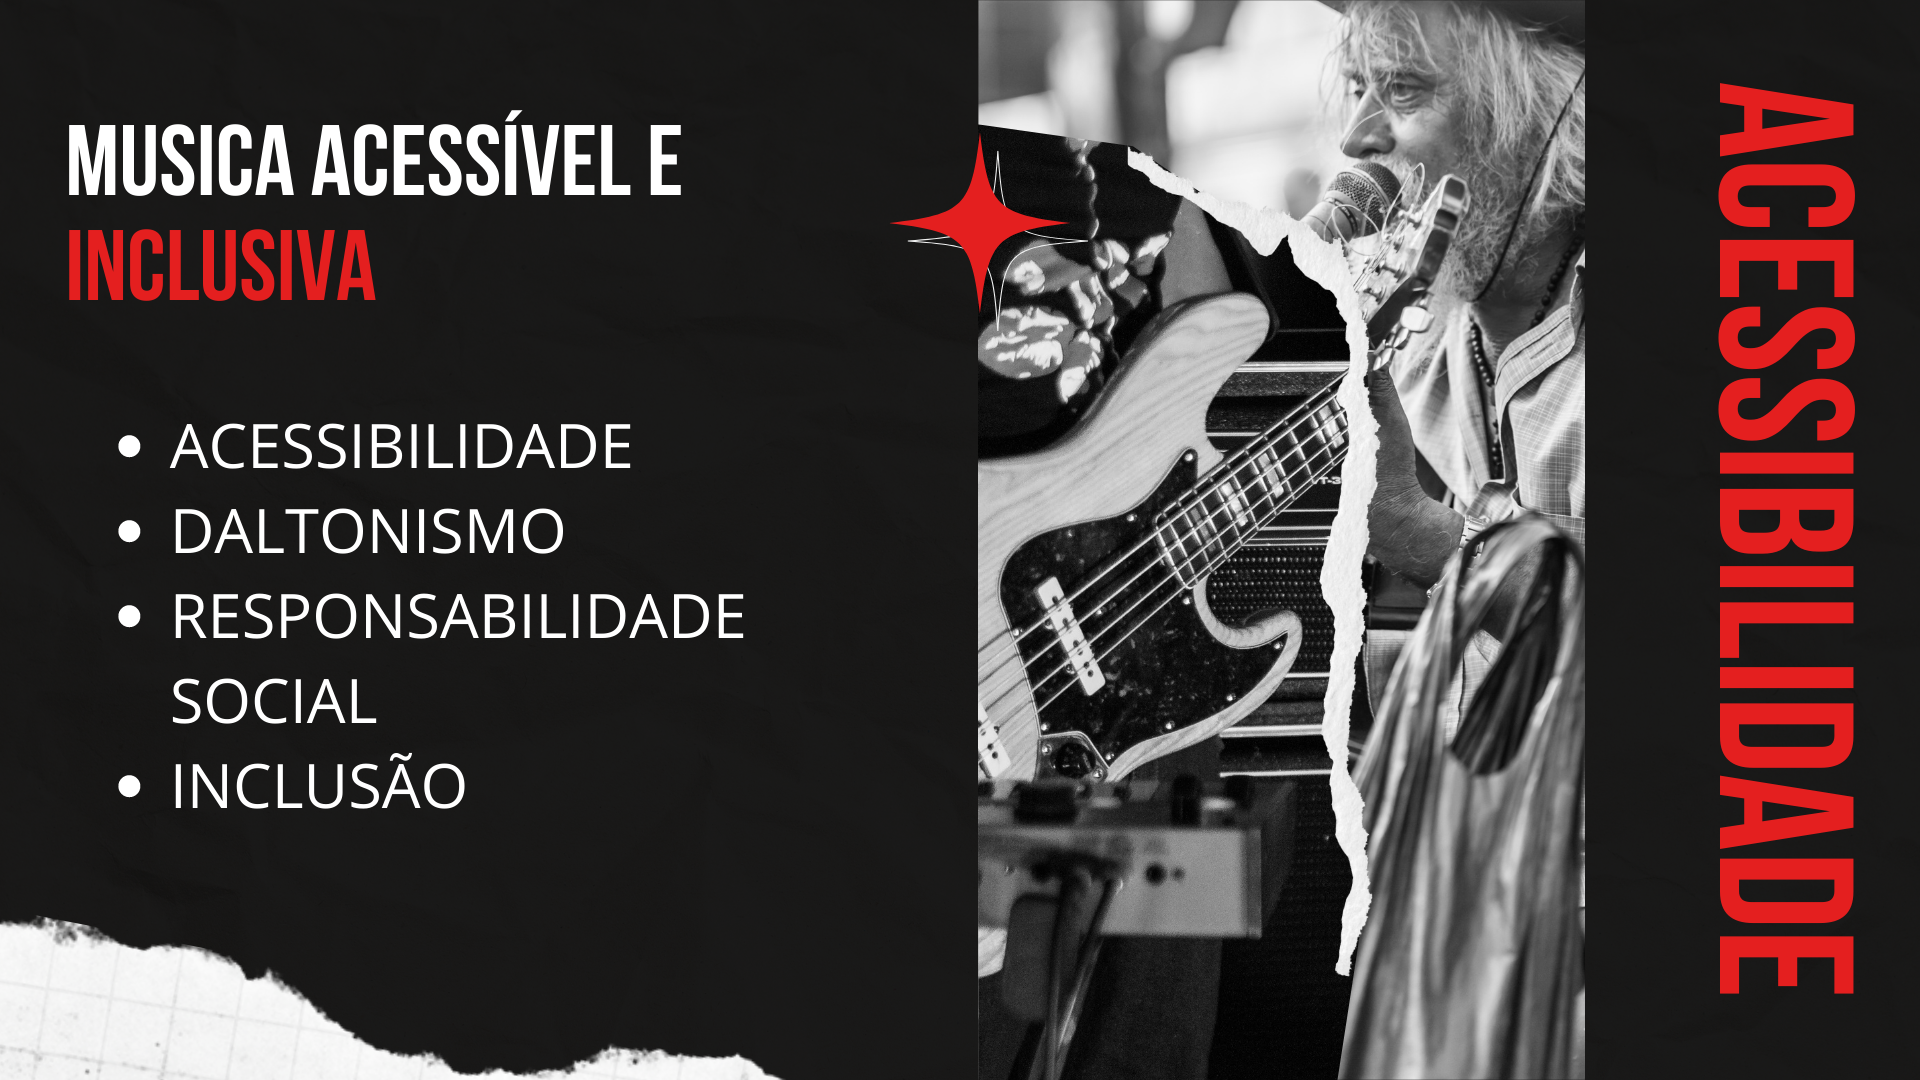 MUSICA ACESSÍVEL E
INCLUSIVA
ACESSIBILIDADE
DALTONISMO
RESPONSABILIDADE
SOCIAL
INCLUSÃO
ACESSIBILIDADE